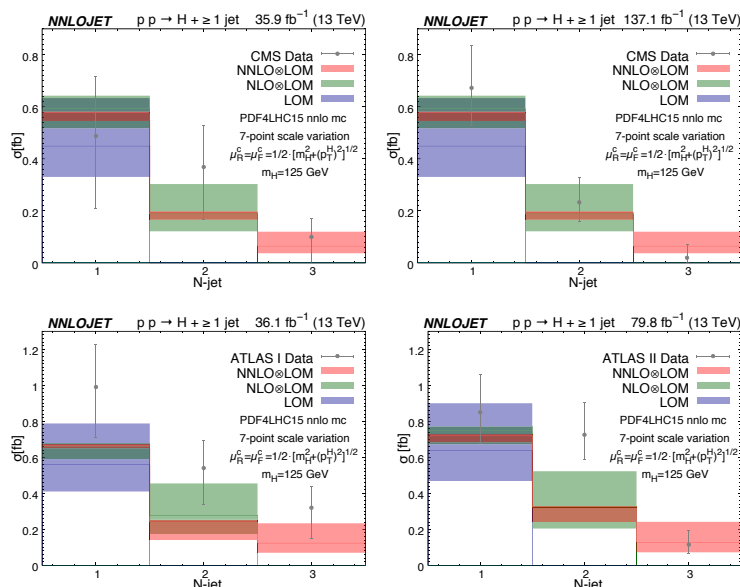 NNLOJET p p → H + ≥ 1 jet 35.9 fb⁻¹ (13 TeV)
σ[fb]
0.8
0.6
0.4
0.2
0
CMS Data
NNLO⊗LOM
NLO⊗LOM
LOM
PDF4LHC15 nnlo mc
7-point scale variation
μ_R^c=μ_F^c=1/2·[m_H^2+(p_T^H)^2]^1/2
m_H=125 GeV
1 2 3
N-jet
NNLOJET p p → H + ≥ 1 jet 137.1 fb⁻¹ (13 TeV)
σ[fb]
0.8
0.6
0.4
0.2
0
CMS Data
NNLO⊗LOM
NLO⊗LOM
LOM
PDF4LHC15 nnlo mc
7-point scale variation
μ_R^c=μ_F^c=1/2·[m_H^2+(p_T^H)^2]^1/2
m_H=125 GeV
1 2 3
N-jet
NNLOJET p p → H + ≥ 1 jet 36.1 fb⁻¹ (13 TeV)
σ[fb]
1.2
1
0.8
0.6
0.4
0.2
0
ATLAS I Data
NNLO⊗LOM
NLO⊗LOM
LOM
PDF4LHC15 nnlo mc
7-point scale variation
μ_R^c=μ_F^c=1/2·[m_H^2+(p_T^H)^2]^1/2
m_H=125 GeV
1 2 3
N-jet
NNLOJET p p → H + ≥ 1 jet 79.8 fb⁻¹ (13 TeV)
σ[fb]
1.2
1
0.8
0.6
0.4
0.2
0
ATLAS II Data
NNLO⊗LOM
NLO⊗LOM
LOM
PDF4LHC15 nnlo mc
7-point scale variation
μ_R^c=μ_F^c=1/2·[m_H^2+(p_T^H)^2]^1/2
m_H=125 GeV
1 2 3
N-jet